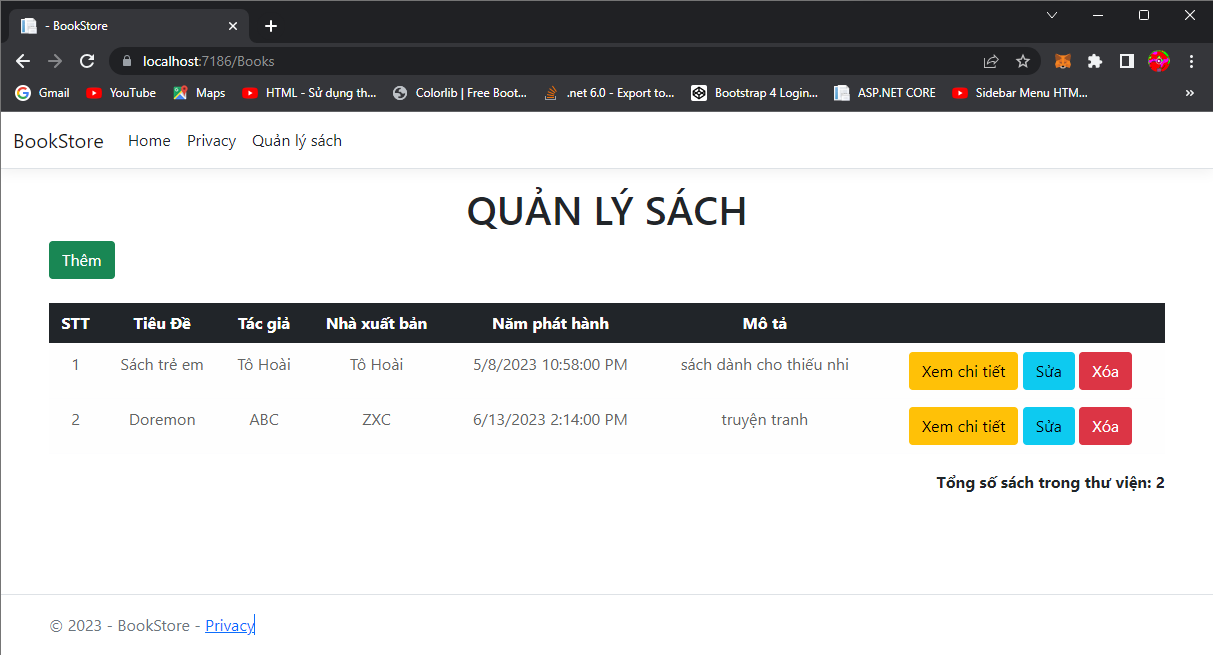 - BookStore
localhost:7186/Books
Gmail YouTube Maps HTML - Sử dụng th... Colorlib | Free Boot... .net 6.0 - Export to... Bootstrap 4 Login... ASP.NET CORE Sidebar Menu HTM... »
BookStore Home Privacy Quản lý sách
QUẢN LÝ SÁCH
Thêm
STT Tiêu Đề Tác giả Nhà xuất bản Năm phát hành Mô tả
1 Sách trẻ em Tô Hoài Tô Hoài 5/8/2023 10:58:00 PM sách dành cho thiếu nhi Xem chi tiết Sửa Xóa
2 Doremon ABC ZXC 6/13/2023 2:14:00 PM truyện tranh Xem chi tiết Sửa Xóa
Tổng số sách trong thư viện: 2
© 2023 - BookStore - Privacy